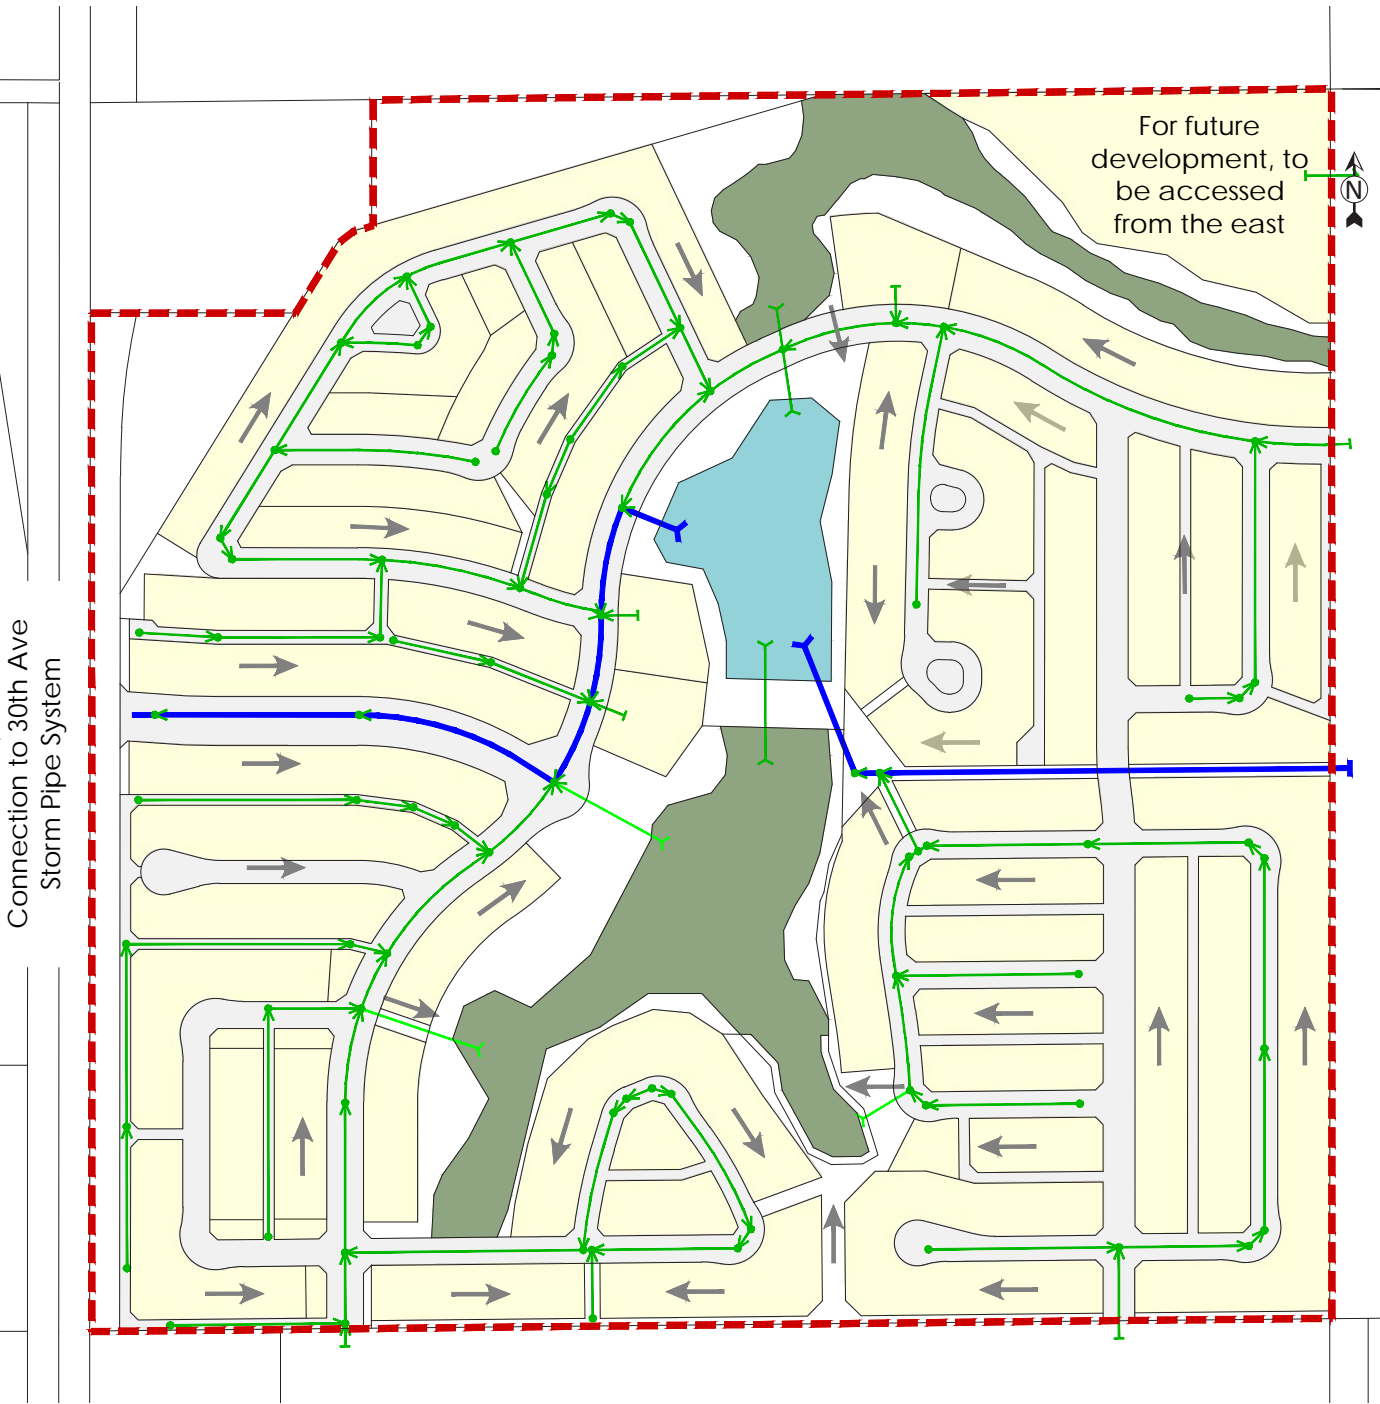 For future
development, to
be accessed
from the east
N
Connection to 30th Ave
Storm Pipe System